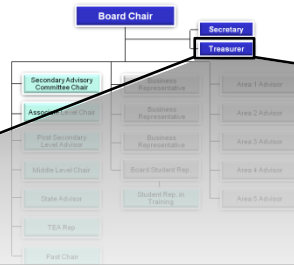 Board Chair
Secretary
Treasurer
Secondary Advisory
Committee Chair
Associate Level Chair
Post Secondary
Level Advisor
Middle Level Chair
State Advisor
TEA Rep
Past Chair
Business
Representative
Business
Representative
Business
Representative
Board Student Rep
Student Rep. in
Training
Area 1 Advisor
Area 2 Advisor
Area 3 Advisor
Area 4 Advisor
Area 5 Advisor